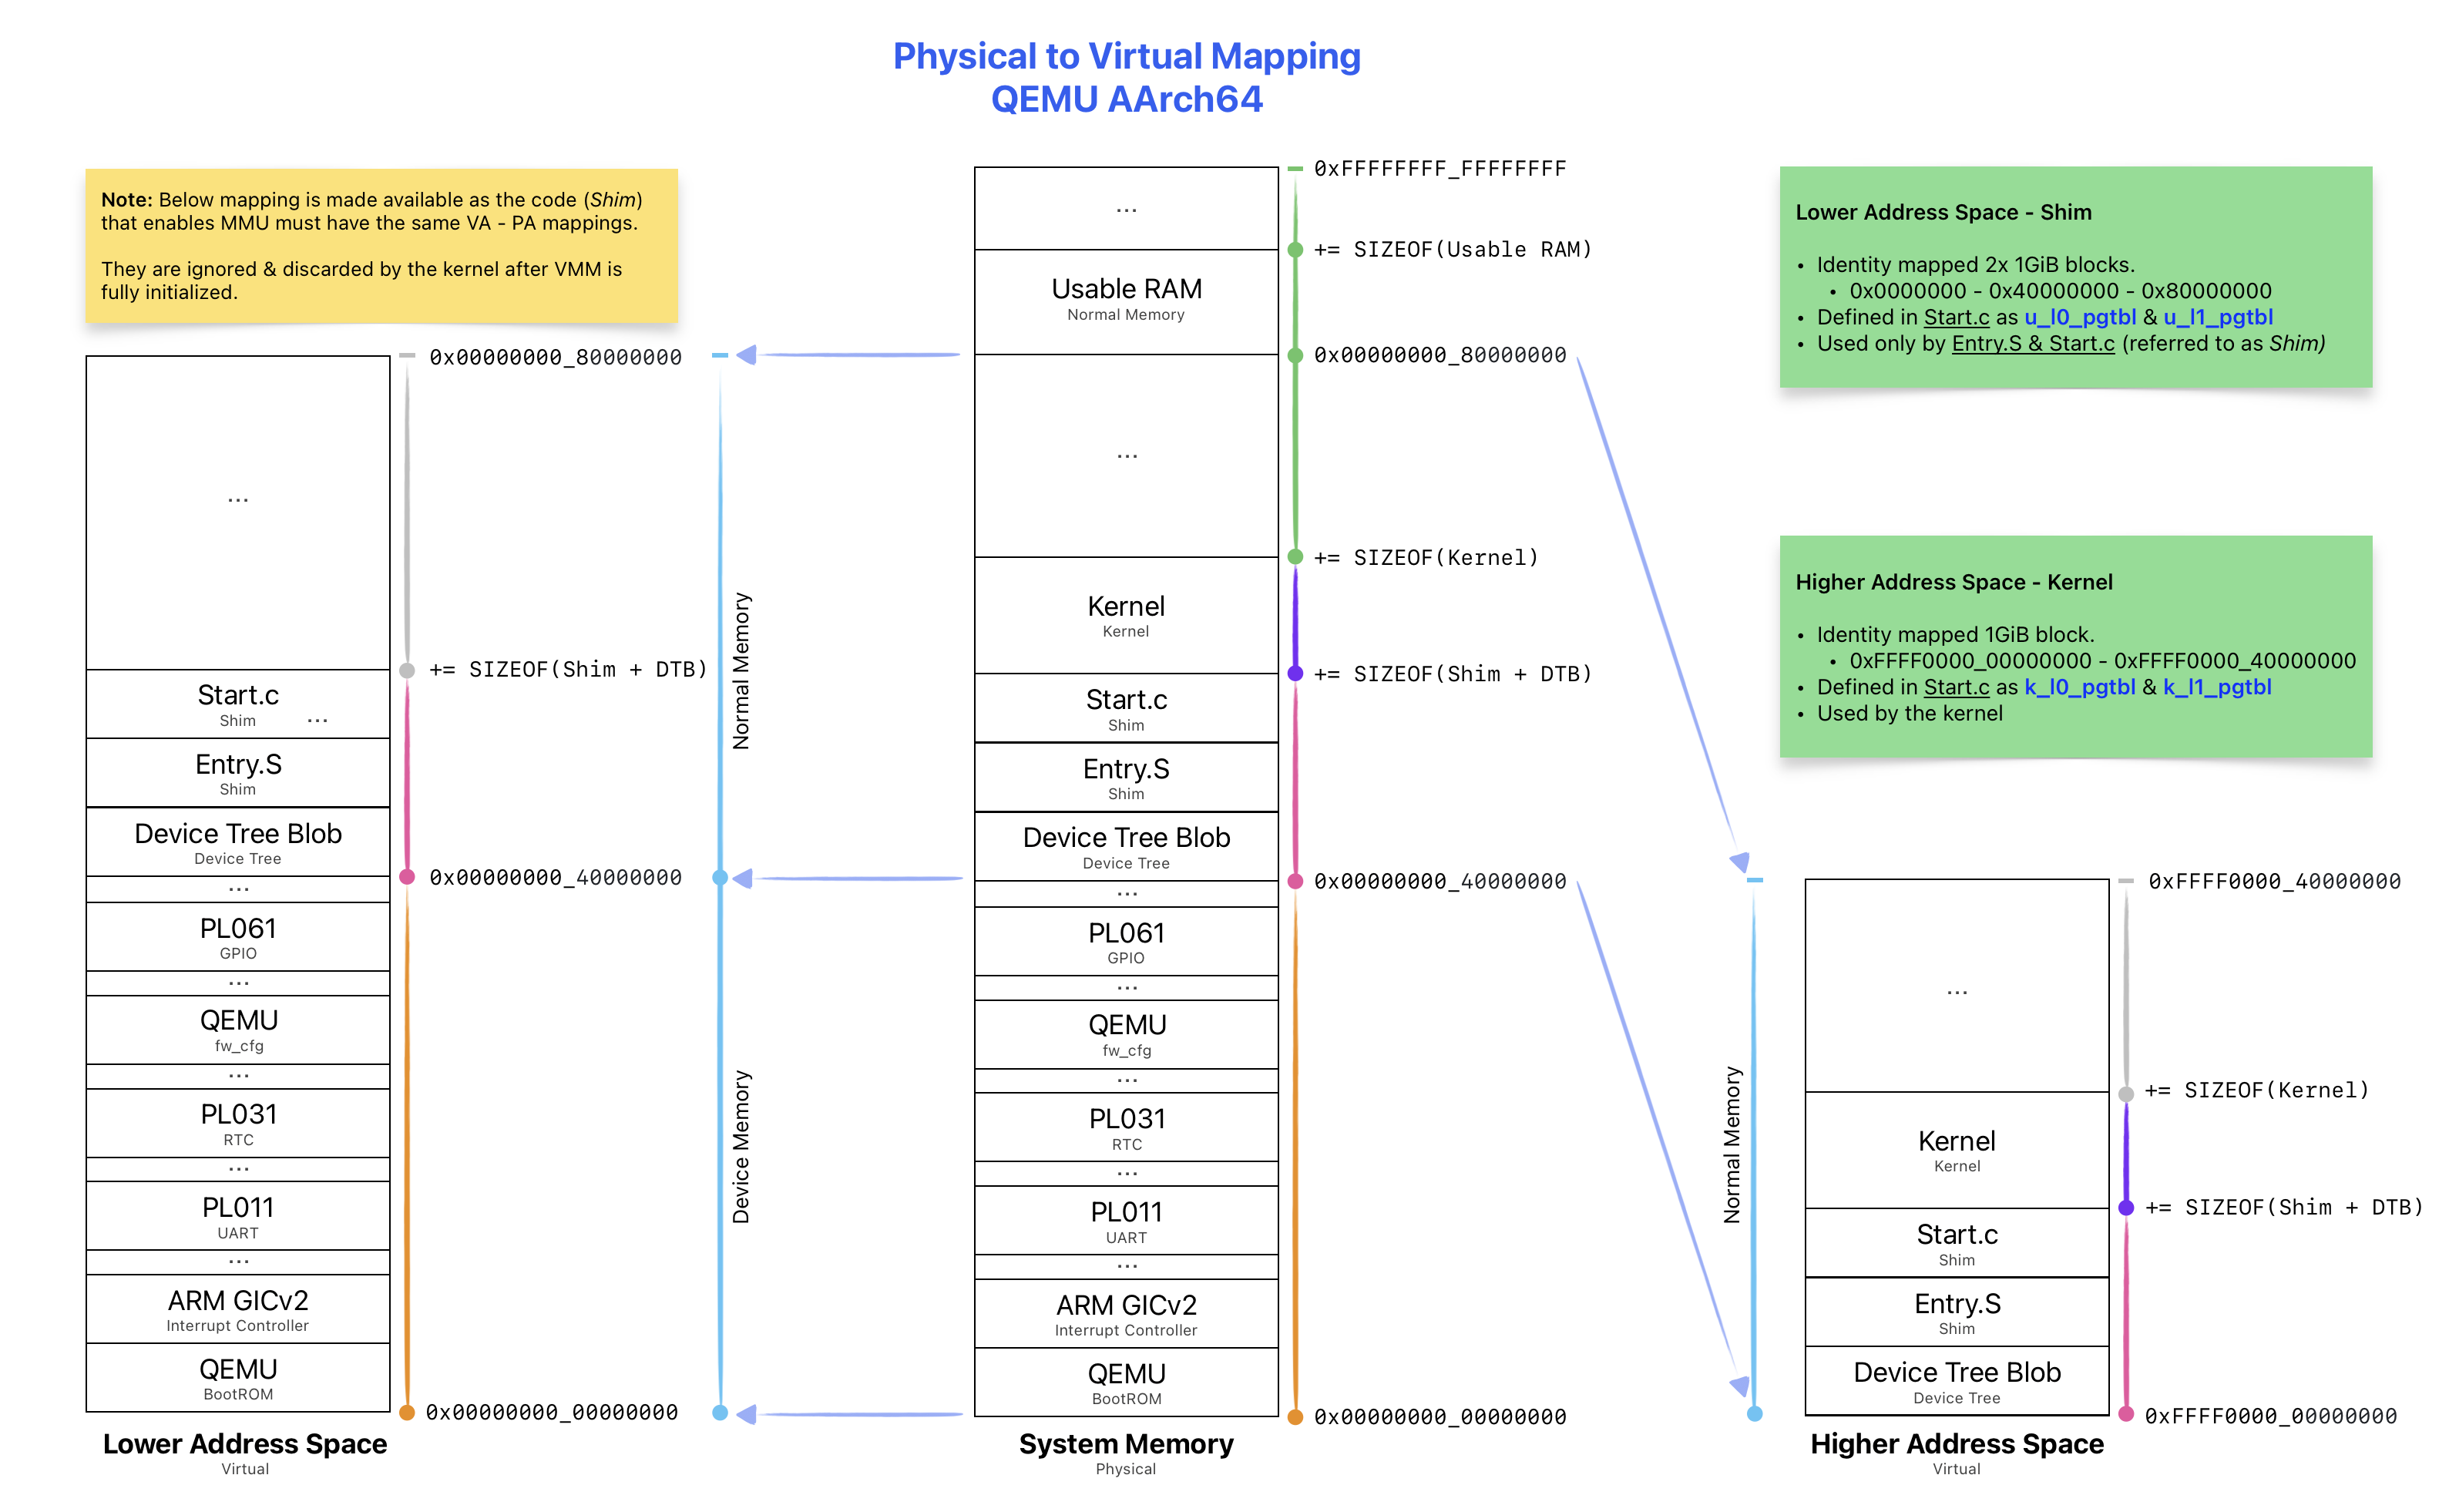 Physical to Virtual Mapping
QEMU AArch64
Note: Below mapping is made available as the code (Shim)
that enables MMU must have the same VA - PA mappings.
They are ignored & discarded by the kernel after VMM is
fully initialized.
0x00000000_80000000
...
+= SIZEOF(Shim + DTB)
Start.c
Shim
...
Entry.S
Shim
Device Tree Blob
Device Tree
0x00000000_40000000
...
PL061
GPIO
...
QEMU
fw_cfg
...
PL031
RTC
...
PL011
UART
...
ARM GICv2
Interrupt Controller
QEMU
BootROM
0x00000000_00000000
Lower Address Space
Virtual
Normal Memory
Device Memory
0xFFFFFFFF_FFFFFFFF
...
+= SIZEOF(Usable RAM)
Usable RAM
Normal Memory
0x00000000_80000000
...
+= SIZEOF(Kernel)
Kernel
Kernel
+= SIZEOF(Shim + DTB)
Start.c
Shim
Entry.S
Shim
Device Tree Blob
Device Tree
0x00000000_40000000
...
PL061
GPIO
...
QEMU
fw_cfg
...
PL031
RTC
...
PL011
UART
...
ARM GICv2
Interrupt Controller
QEMU
BootROM
0x00000000_00000000
System Memory
Physical
Lower Address Space - Shim
• Identity mapped 2x 1GiB blocks.
• 0x0000000 - 0x40000000 - 0x80000000
• Defined in Start.c as u_l0_pgtbl & u_l1_pgtbl
• Used only by Entry.S & Start.c (referred to as Shim)
Higher Address Space - Kernel
• Identity mapped 1GiB block.
• 0xFFFF0000_00000000 - 0xFFFF0000_40000000
• Defined in Start.c as k_l0_pgtbl & k_l1_pgtbl
• Used by the kernel
Normal Memory
0xFFFF0000_40000000
...
+= SIZEOF(Kernel)
Kernel
Kernel
+= SIZEOF(Shim + DTB)
Start.c
Shim
Entry.S
Shim
Device Tree Blob
Device Tree
0xFFFF0000_00000000
Higher Address Space
Virtual